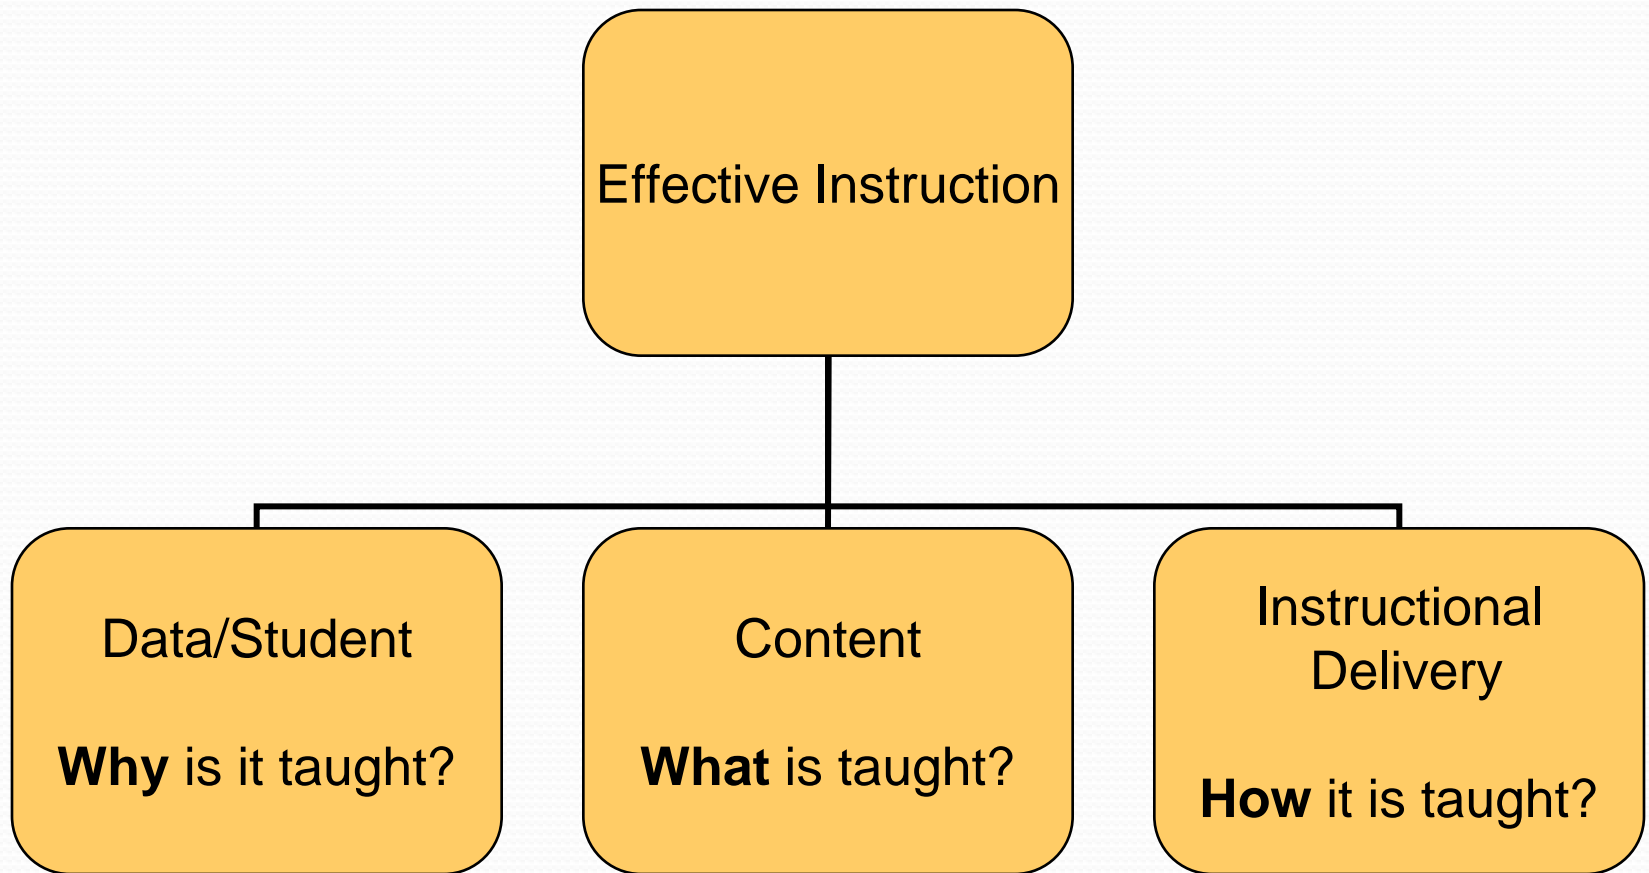 Effective Instruction
Data/Student
Why is it taught?
Content
What is taught?
Instructional
Delivery
How it is taught?